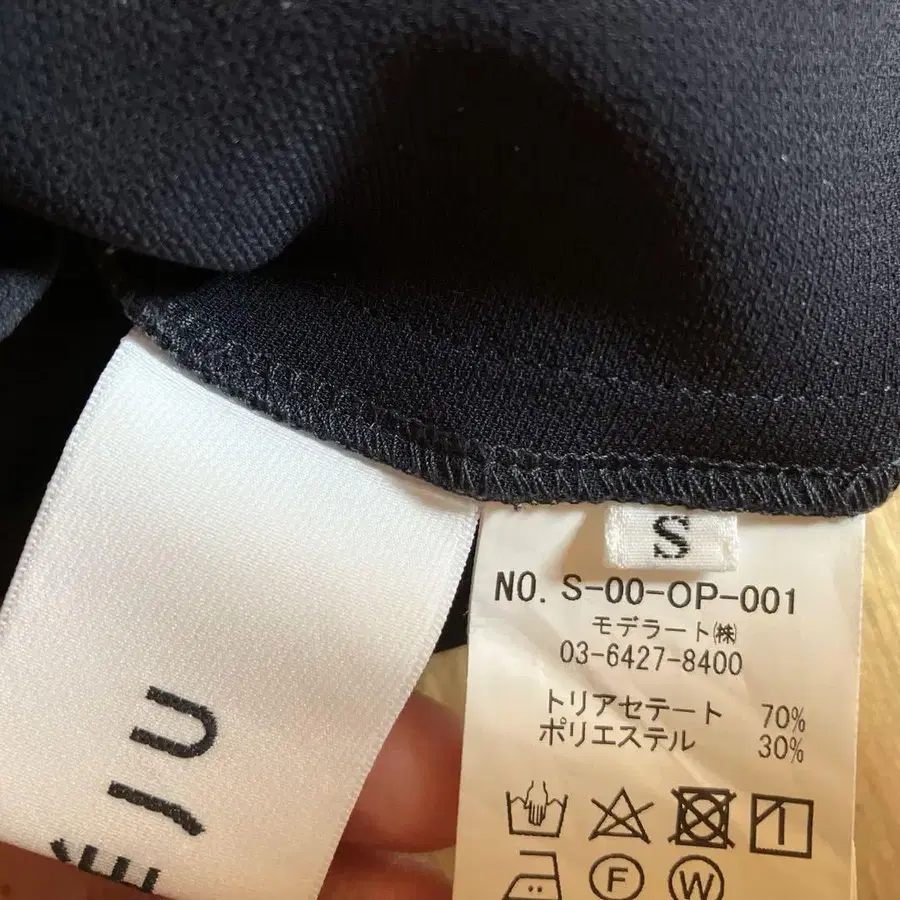 S
NO. S-00-OP-001
モデラート㈱
03-6427-8400
トリアセテート 70%
ポリエステル 30%
F
W